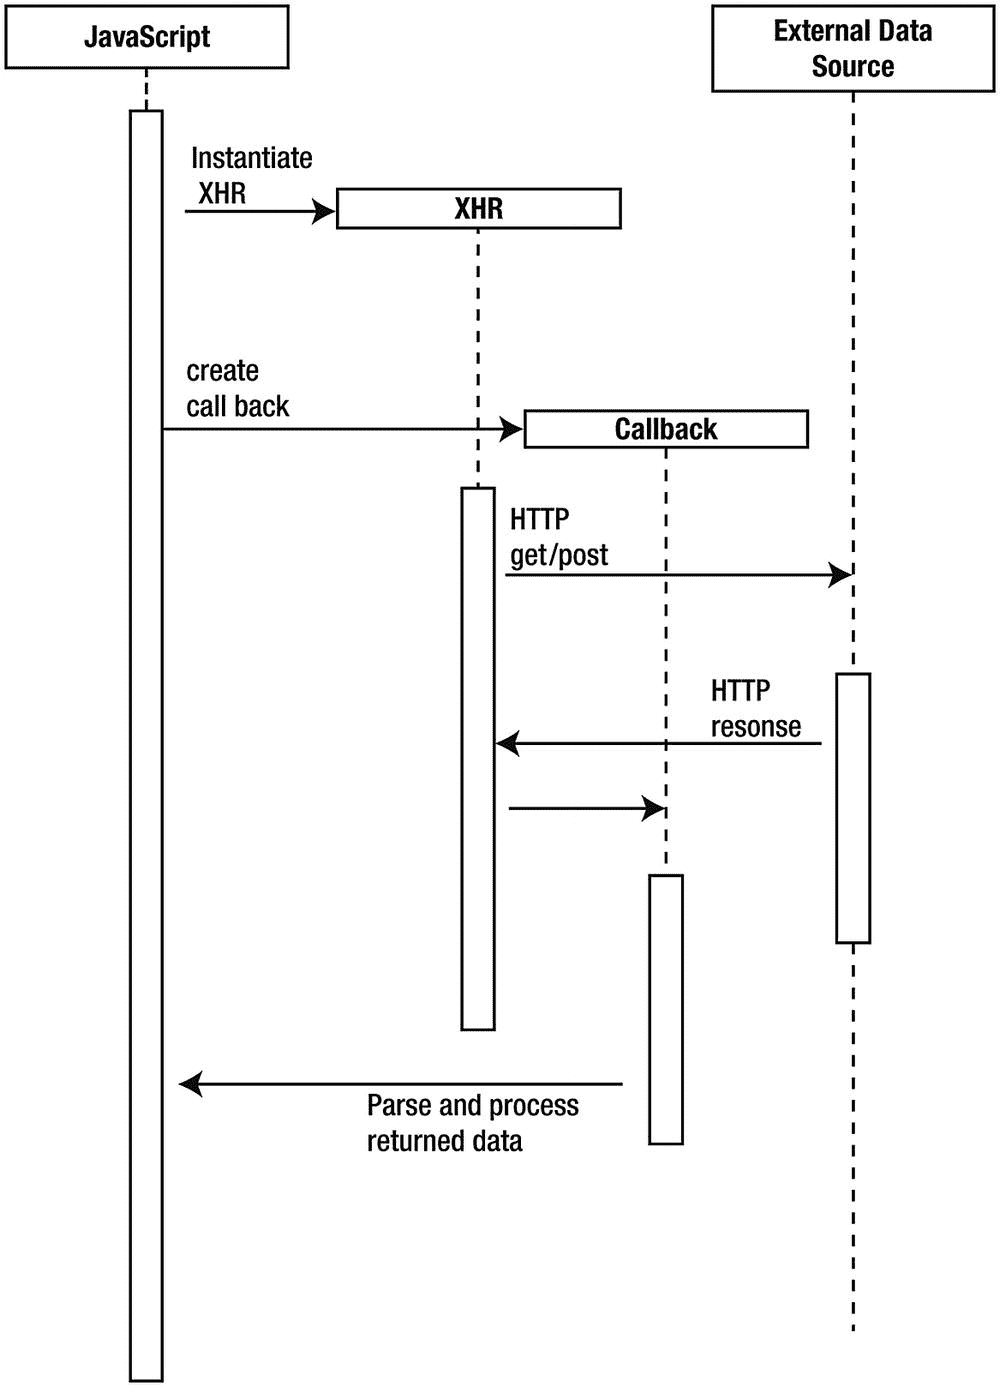 JavaScript
External Data
Source
Instantiate
XHR
XHR
create
call back
Callback
HTTP
get/post
HTTP
resonse
Parse and process
returned data